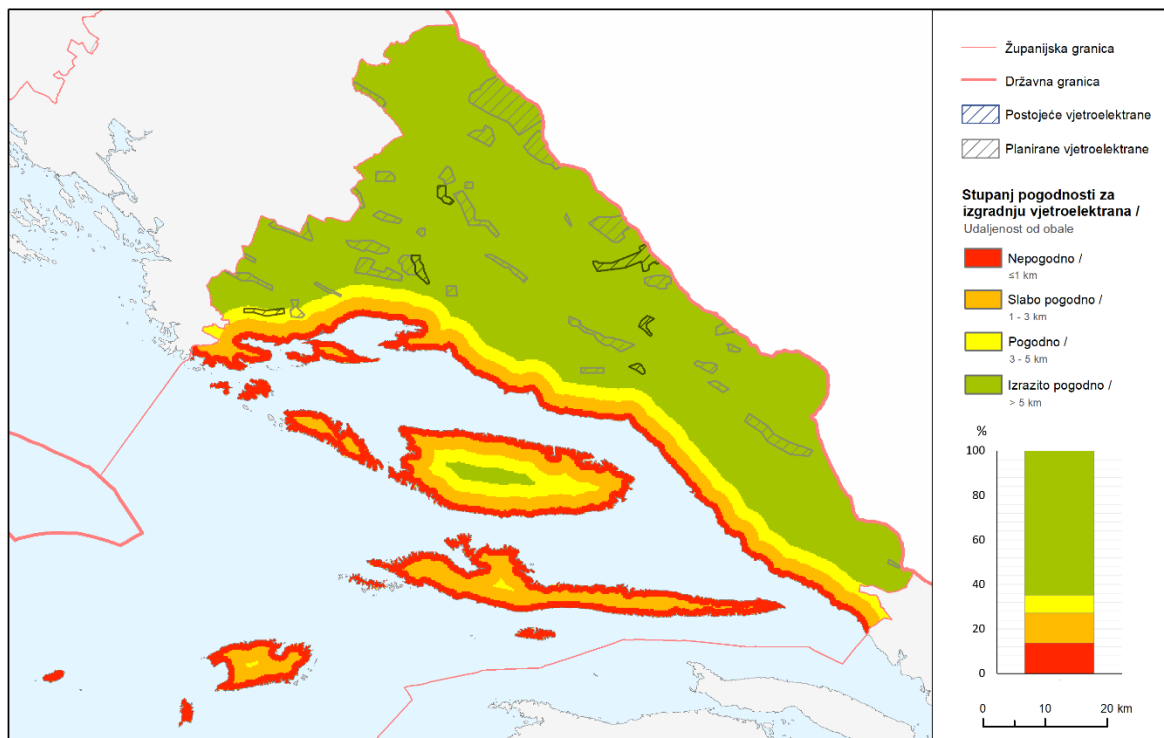 Županijska granica
Državna granica
Postojeće vjetroelektrane
Planirane vjetroelektrane
Stupanj pogodnosti za
izgradnju vjetroelektrana /
Udaljenost od obale
Nepogodno /
≤1 km
Slabo pogodno /
1 - 3 km
Pogodno /
3 - 5 km
Izrazito pogodno /
> 5 km
%
100
80
60
40
20
0
0 10 20 km